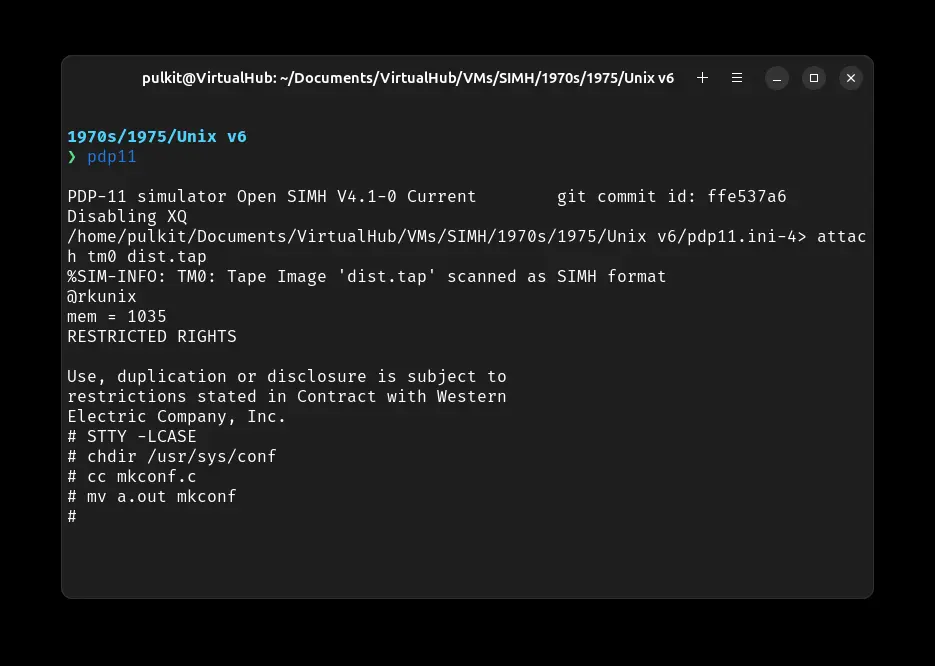 pulkit@VirtualHub: ~/Documents/VirtualHub/VMs/SIMH/1970s/1975/Unix v6
1970s/1975/Unix v6
❯ pdp11
PDP-11 simulator Open SIMH V4.1-0 Current        git commit id: ffe537a6
Disabling XQ
/home/pulkit/Documents/VirtualHub/VMs/SIMH/1970s/1975/Unix v6/pdp11.ini-4> attac
h tm0 dist.tap
%SIM-INFO: TM0: Tape Image 'dist.tap' scanned as SIMH format
@rkunix
mem = 1035
RESTRICTED RIGHTS
Use, duplication or disclosure is subject to
restrictions stated in Contract with Western
Electric Company, Inc.
# STTY -LCASE
# chdir /usr/sys/conf
# cc mkconf.c
# mv a.out mkconf
#